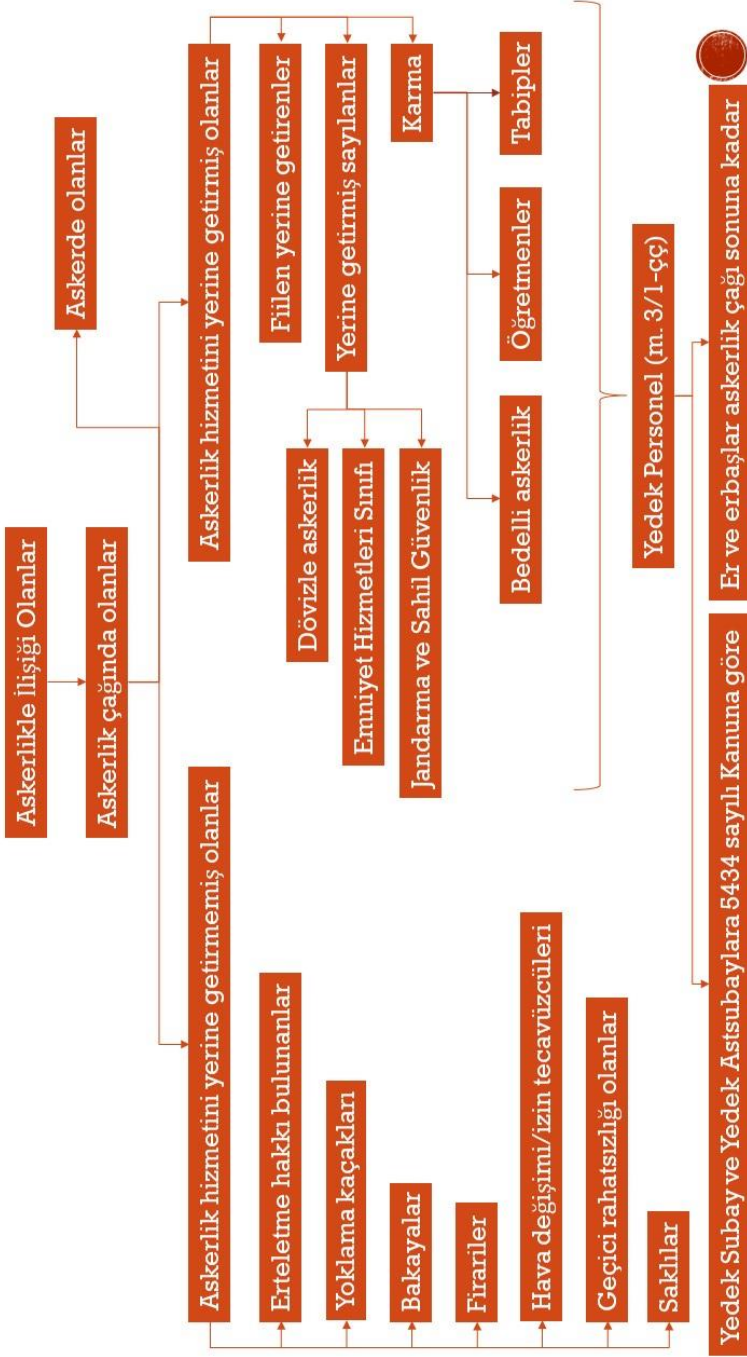 Askerlikle İlişiği Olanlar
Askerlik çağında olanlar
Askerde olanlar
Askerlik hizmetini yerine getirmemiş olanlar
Erteletme hakkı bulunanlar
Yoklama kaçakları
Bakayalar
Firariler
Hava değişimi/izin tecavüzcüleri
Geçici rahatsızlığı olanlar
Saklılar
Askerlik hizmetini yerine getirmiş olanlar
Fiilen yerine getirenler
Yerine getirmiş sayılanlar
Dövizle askerlik
Emniyet Hizmetleri Sınıfı
Jandarma ve Sahil Güvenlik
Karma
Bedelli askerlik
Öğretmenler
Tabipler
Yedek Personel (m. 3/1-çç)
Yedek Subay ve Yedek Astsubaylara 5434 sayılı Kanuna göre
Er ve erbaşlar askerlik çağı sonuna kadar